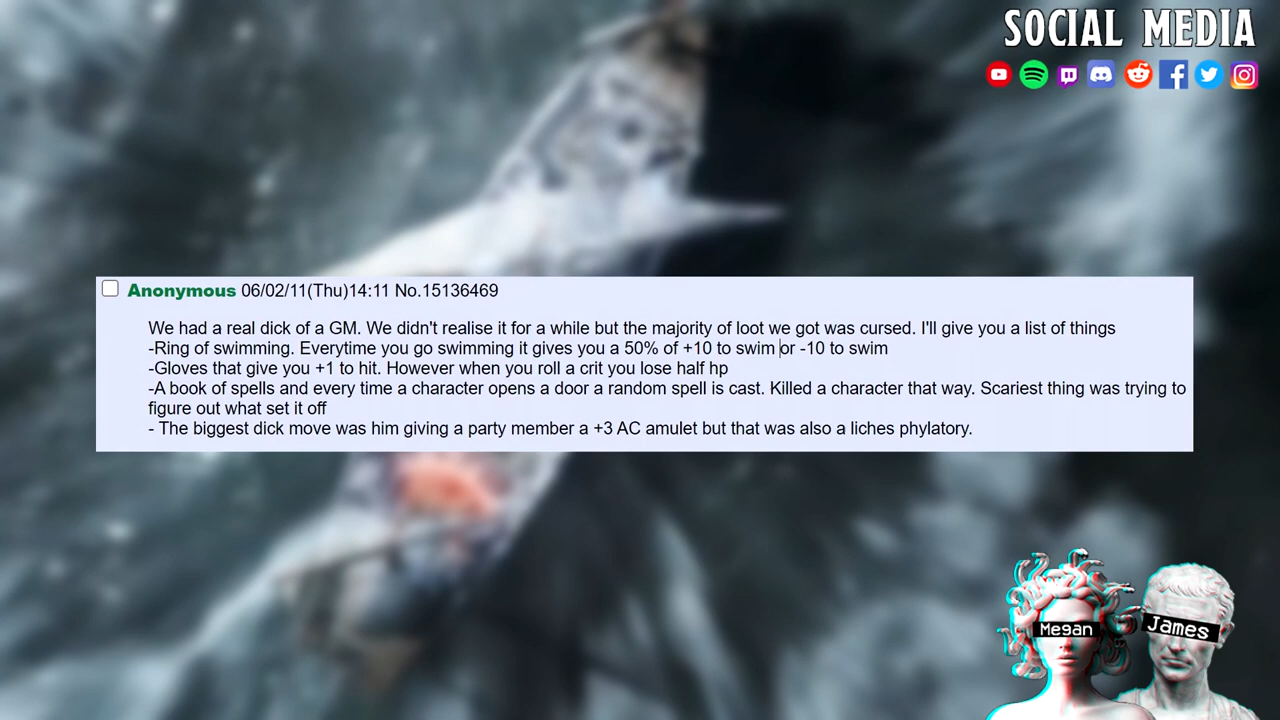 SOCIAL MEDIA
Anonymous 06/02/11(Thu)14:11 No.15136469
We had a real dick of a GM. We didn't realise it for a while but the majority of loot we got was cursed. I'll give you a list of things
-Ring of swimming. Everytime you go swimming it gives you a 50% of +10 to swim or -10 to swim
-Gloves that give you +1 to hit. However when you roll a crit you lose half hp
-A book of spells and every time a character opens a door a random spell is cast. Killed a character that way. Scariest thing was trying to
figure out what set it off
- The biggest dick move was him giving a party member a +3 AC amulet but that was also a liches phylatory.
Megan
James